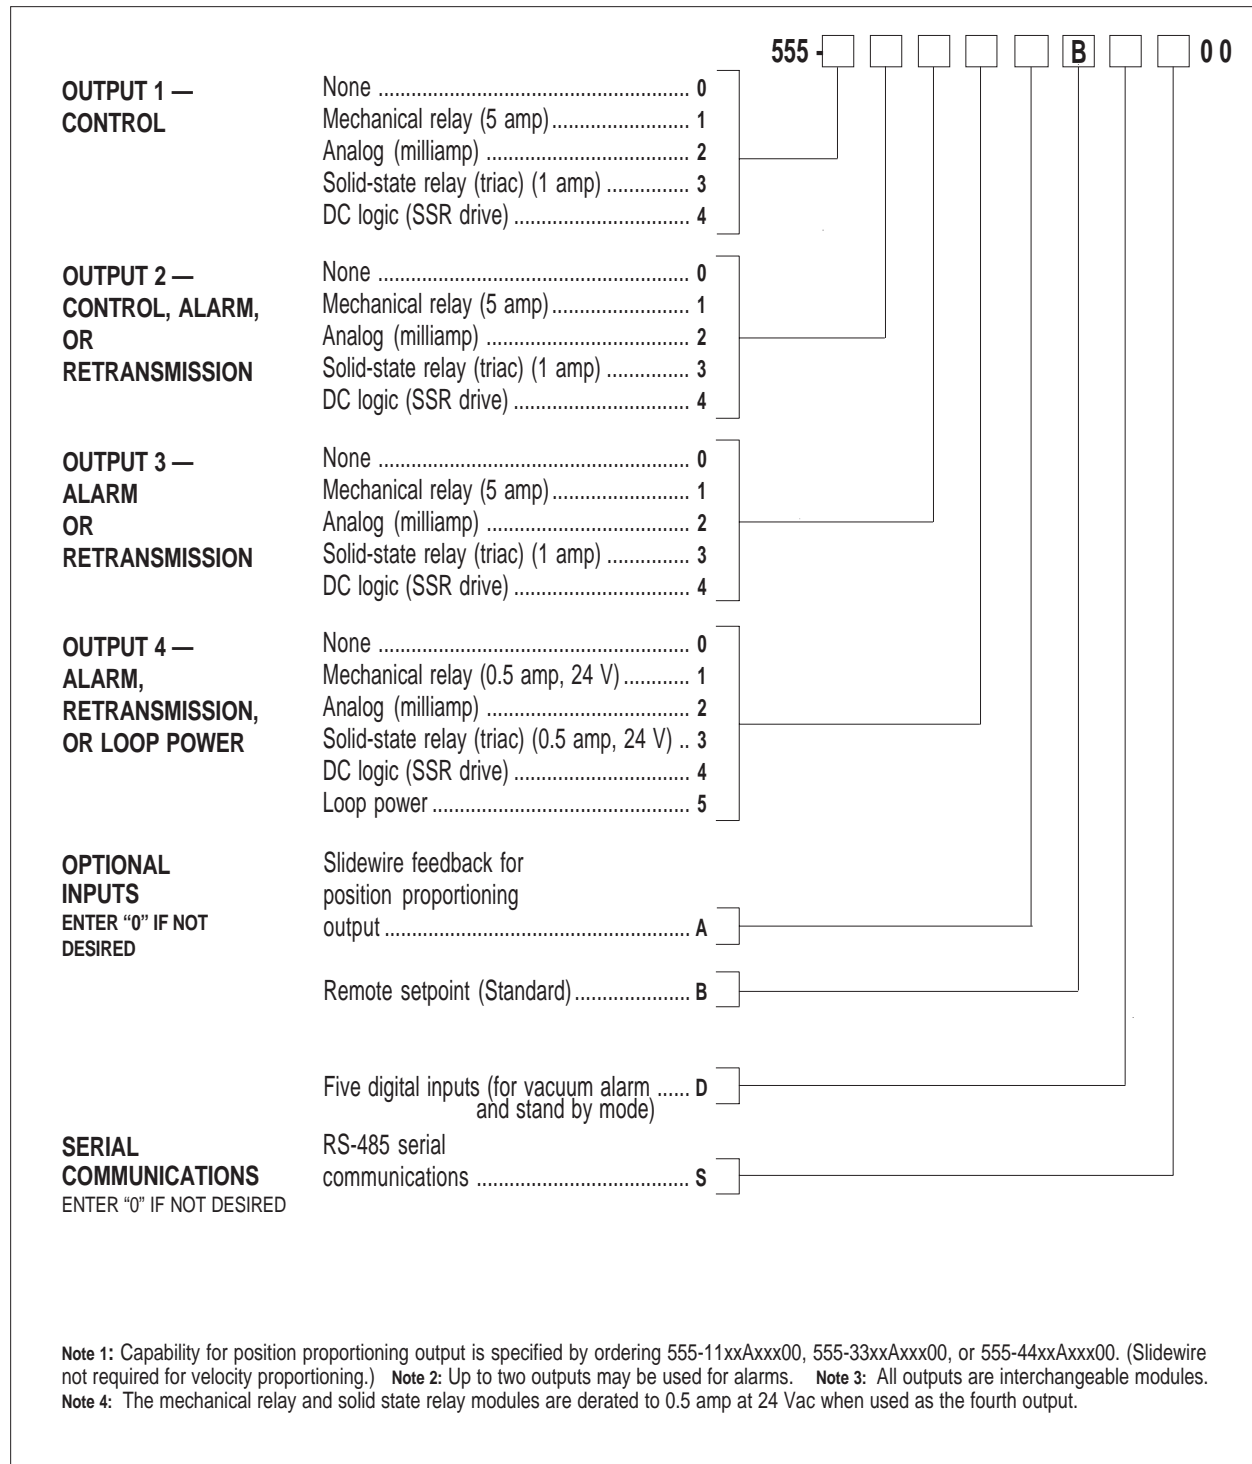 555 - B 0 0
OUTPUT 1 —
CONTROL
None .......................................................... 0
Mechanical relay (5 amp).......................... 1
Analog (milliamp) ...................................... 2
Solid-state relay (triac) (1 amp) ............... 3
DC logic (SSR drive) ................................. 4
OUTPUT 2 —
CONTROL, ALARM,
OR
RETRANSMISSION
None .......................................................... 0
Mechanical relay (5 amp).......................... 1
Analog (milliamp) ...................................... 2
Solid-state relay (triac) (1 amp) ............... 3
DC logic (SSR drive) ................................. 4
OUTPUT 3 —
ALARM
OR
RETRANSMISSION
None .......................................................... 0
Mechanical relay (5 amp).......................... 1
Analog (milliamp) ...................................... 2
Solid-state relay (triac) (1 amp) ............... 3
DC logic (SSR drive) ................................. 4
OUTPUT 4 —
ALARM,
RETRANSMISSION,
OR LOOP POWER
None .......................................................... 0
Mechanical relay (0.5 amp, 24 V) ............ 1
Analog (milliamp) ...................................... 2
Solid-state relay (triac) (0.5 amp, 24 V) .. 3
DC logic (SSR drive) ................................. 4
Loop power ................................................ 5
OPTIONAL
INPUTS
ENTER “0” IF NOT
DESIRED
Slidewire feedback for
position proportioning
output ......................................................... A
Remote setpoint (Standard) ...................... B
Five digital inputs (for vacuum alarm ...... D
and stand by mode)
SERIAL
COMMUNICATIONS
ENTER “0” IF NOT DESIRED
RS-485 serial
communications ........................................ S
Note 1: Capability for position proportioning output is specified by ordering 555-11xxAxxx00, 555-33xxAxxx00, or 555-44xxAxxx00. (Slidewire
not required for velocity proportioning.) Note 2: Up to two outputs may be used for alarms. Note 3: All outputs are interchangeable modules.
Note 4: The mechanical relay and solid state relay modules are derated to 0.5 amp at 24 Vac when used as the fourth output.